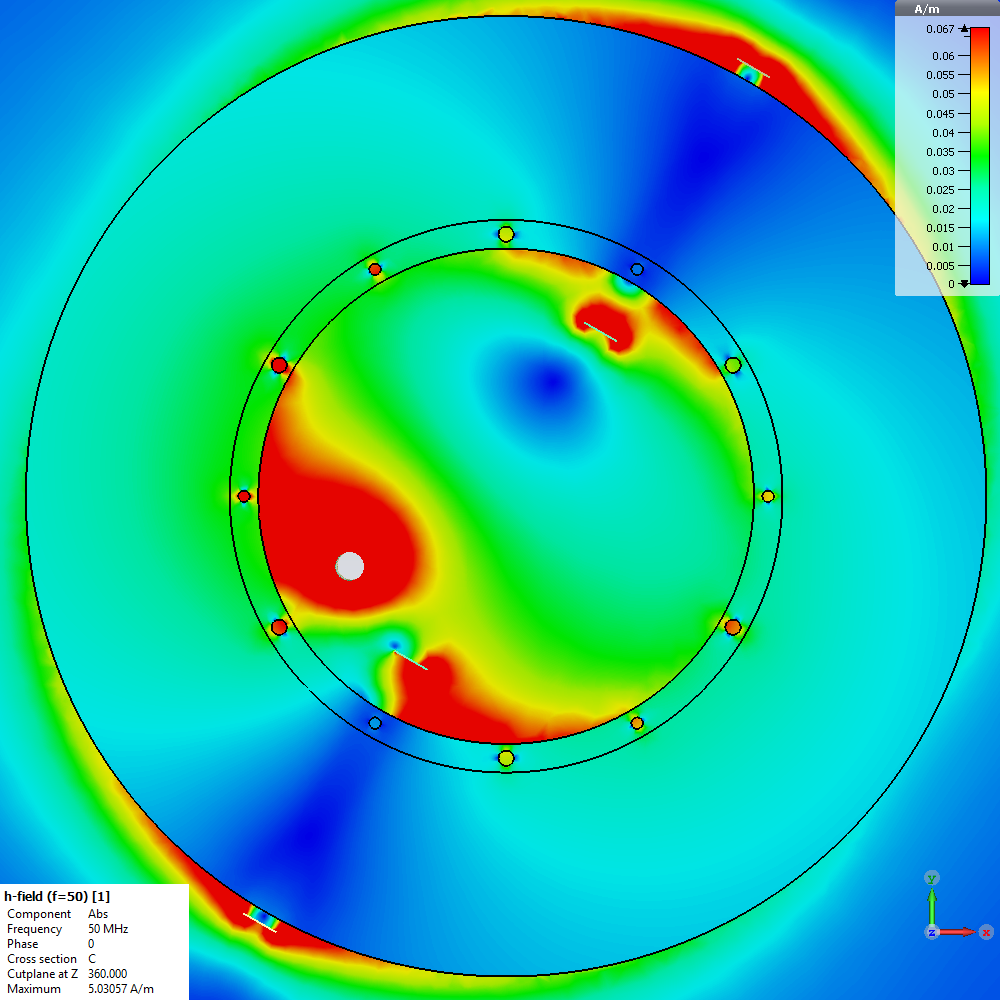 A/m
0.067
0.06
0.055
0.05
0.045
0.04
0.035
0.03
0.025
0.02
0.015
0.01
0.005
0
y
z x
h-field (f=50) [1]
Component Abs
Frequency 50 MHz
Phase 0
Cross section C
Cutplane at Z 360.000
Maximum 5.03057 A/m